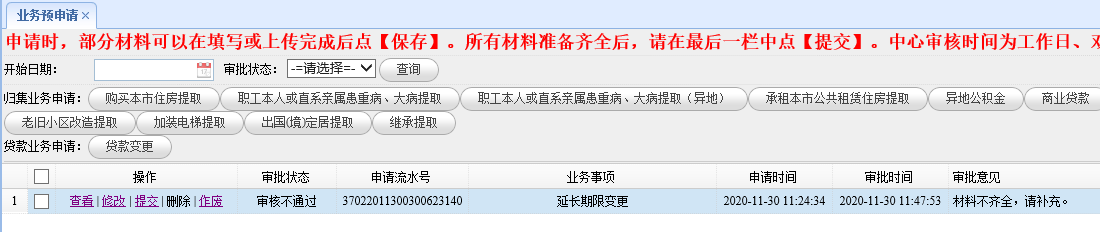 业务预申请
申请时，部分材料可以在填写或上传完成后点【保存】。所有材料准备齐全后，请在最后一栏中点【提交】。中心审核时间为工作日、
开始日期： 审批状态： -=请选择=- 查询
归集业务申请： 购买本市住房提取 职工本人或直系亲属患重病、大病提取 职工本人或直系亲属患重病、大病提取（异地） 承租本市公共租赁住房提取 异地公积金 商业贷款
老旧小区改造提取 加装电梯提取 出国(境)定居提取 继承提取
贷款业务申请： 贷款变更
操作 审批状态 申请流水号 业务事项 申请时间 审批时间 审批意见
1 查看 | 修改 | 提交 | 删除 | 作废 审核不通过 37022011300300623140 延长期限变更 2020-11-30 11:24:34 2020-11-30 11:47:53 材料不齐全，请补充。